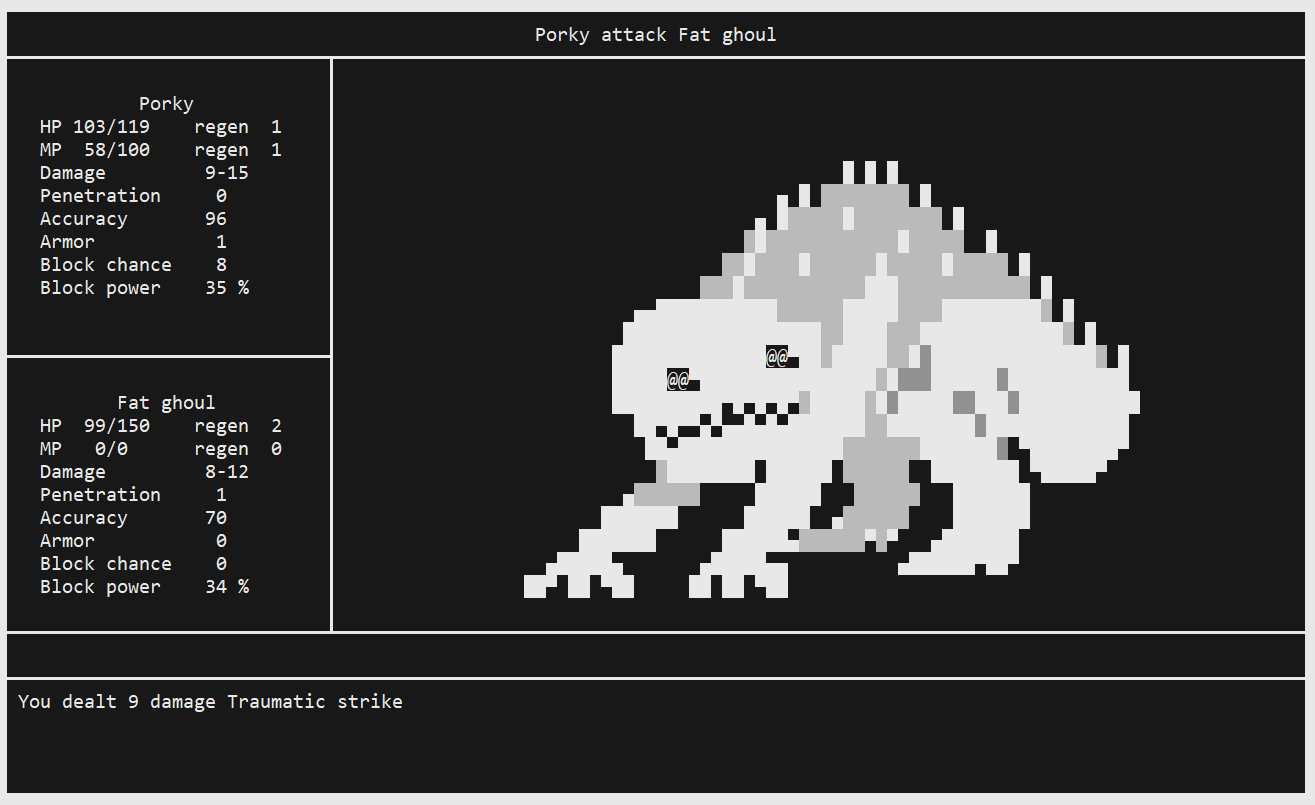 Porky attack Fat ghoul
Porky
HP 103/119 regen 1
MP 58/100 regen 1
Damage 9-15
Penetration 0
Accuracy 96
Armor 1
Block chance 8
Block power 35 %
Fat ghoul
HP 99/150 regen 2
MP 0/0 regen 0
Damage 8-12
Penetration 1
Accuracy 70
Armor 0
Block chance 0
Block power 34 %
@@
@@
You dealt 9 damage Traumatic strike